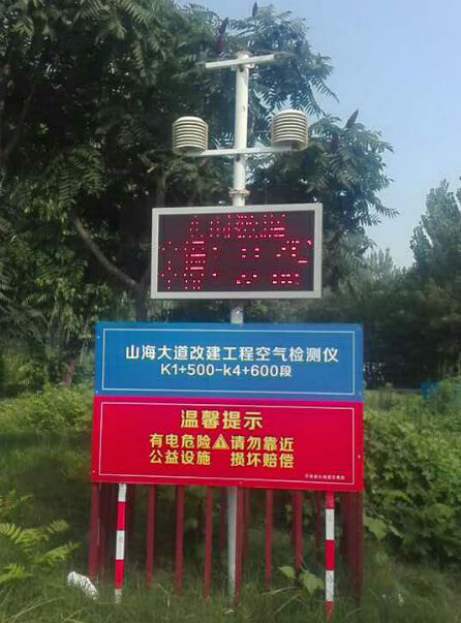 山海大道改建工程空气检测仪
K1+500-k4+600段
温馨提示
有电危险 请勿靠近
公益设施 损坏赔偿